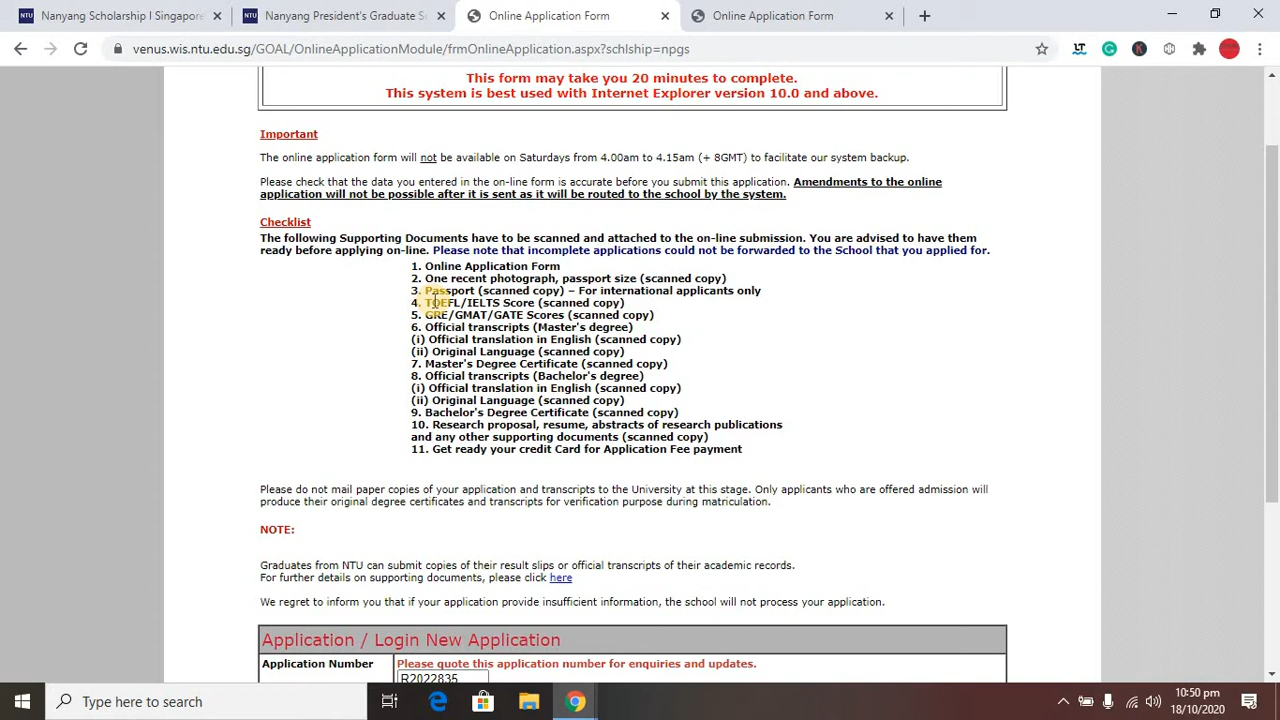 Nanyang Scholarship I Singapore
Nanyang President's Graduate S
Online Application Form
Online Application Form
venus.wis.ntu.edu.sg/GOAL/OnlineApplicationModule/frmOnlineApplication.aspx?schlship=npgs
This form may take you 20 minutes to complete.
This system is best used with Internet Explorer version 10.0 and above.
Important
The online application form will not be available on Saturdays from 4.00am to 4.15am (+ 8GMT) to facilitate our system backup.
Please check that the data you entered in the on-line form is accurate before you submit this application. Amendments to the online
application will not be possible after it is sent as it will be routed to the school by the system.
Checklist
The following Supporting Documents have to be scanned and attached to the on-line submission. You are advised to have them
ready before applying on-line. Please note that incomplete applications could not be forwarded to the School that you applied for.
1. Online Application Form
2. One recent photograph, passport size (scanned copy)
3. Passport (scanned copy) – For international applicants only
4. TOEFL/IELTS Score (scanned copy)
5. GRE/GMAT/GATE Scores (scanned copy)
6. Official transcripts (Master's degree)
(i) Official translation in English (scanned copy)
(ii) Original Language (scanned copy)
7. Master's Degree Certificate (scanned copy)
8. Official transcripts (Bachelor's degree)
(i) Official translation in English (scanned copy)
(ii) Original Language (scanned copy)
9. Bachelor's Degree Certificate (scanned copy)
10. Research proposal, resume, abstracts of research publications
and any other supporting documents (scanned copy)
11. Get ready your credit Card for Application Fee payment
Please do not mail paper copies of your application and transcripts to the University at this stage. Only applicants who are offered admission will
produce their original degree certificates and transcripts for verification purpose during matriculation.
NOTE:
Graduates from NTU can submit copies of their result slips or official transcripts of their academic records.
For further details on supporting documents, please click here
We regret to inform you that if your application provide insufficient information, the school will not process your application.
Application / Login New Application
Application Number
Please quote this application number for enquiries and updates.
R2022835
Type here to search
10:50 pm
18/10/2020